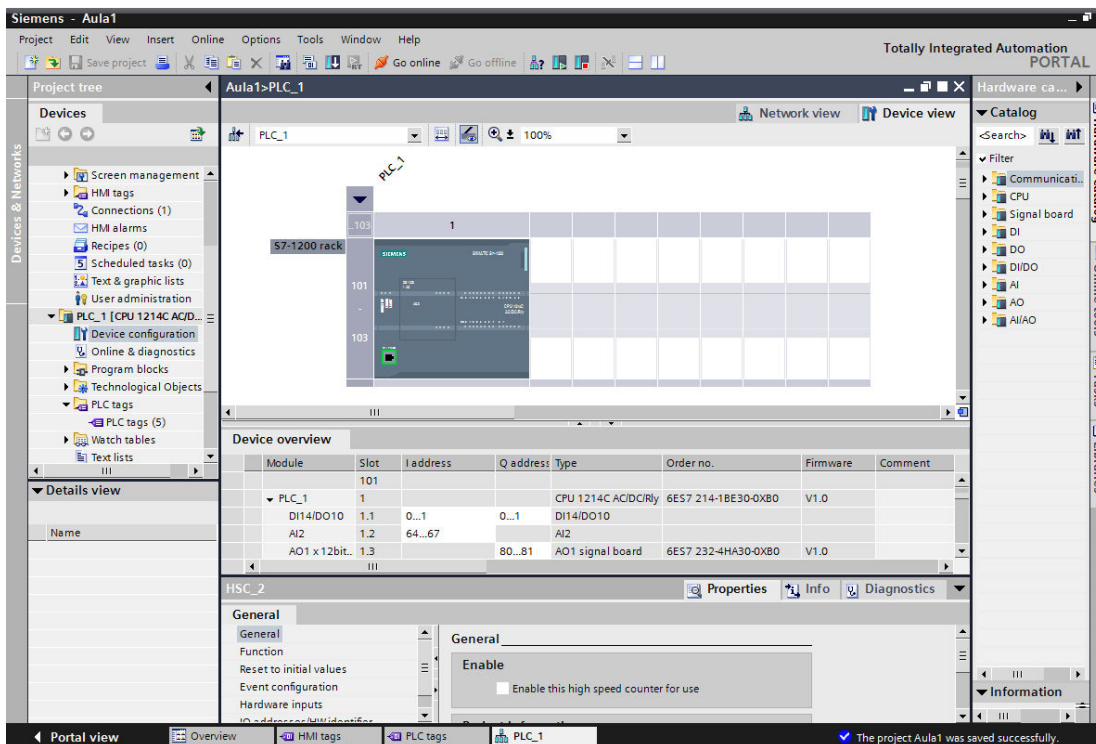 Siemens - Aula1
Project Edit View Insert Online Options Tools Window Help
Totally Integrated Automation
PORTAL
Save project Go online Go offline
Project tree
Aula1>PLC_1
Hardware ca...
Devices
Network view Device view
Catalog
PLC_1 100%
<Search>
Filter
Devices & Networks
Screen management
HMI tags
Connections (1)
HMI alarms
Recipes (0)
Scheduled tasks (0)
Text & graphic lists
User administration
PLC_1 [CPU 1214C AC/D...
Device configuration
Online & diagnostics
Program blocks
Technological Objects
PLC tags
PLC tags (5)
Watch tables
Text lists
PLC_1
...103 1
S7-1200 rack
SIEMENS
101
-
103
Communicati..
CPU
Signal board
DI
DO
DI/DO
AI
AO
AI/AO
Details view
Name
Device overview
Module Slot I address Q address Type Order no. Firmware Comment
101
PLC_1 1 CPU 1214C AC/DC/Rly 6ES7 214-1BE30-0XB0 V1.0
DI14/DO10 1.1 0...1 0...1 DI14/DO10
AI2 1.2 64...67 AI2
AO1 x 12bit.. 1.3 80...81 AO1 signal board 6ES7 232-4HA30-0XB0 V1.0
HSC_2
Properties Info Diagnostics
General
General
Function
Reset to initial values
Event configuration
Hardware inputs
General
Enable
Enable this high speed counter for use
Information
Portal view Overview HMI tags PLC tags PLC_1
The project Aula1 was saved successfully.